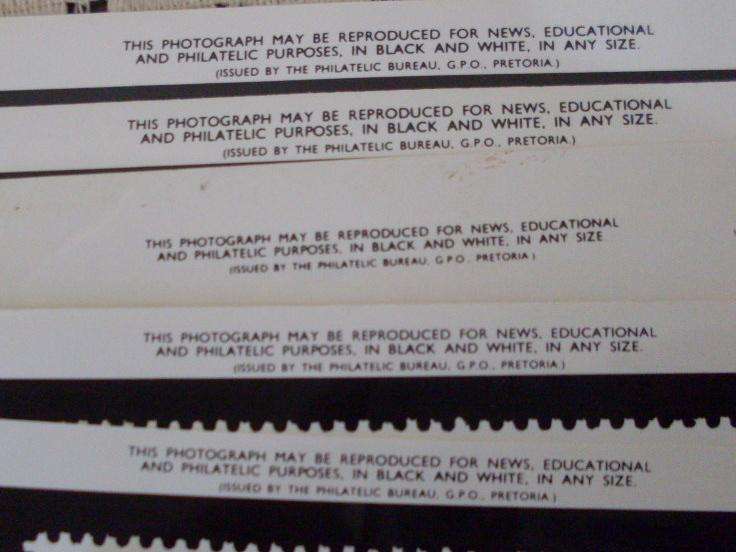 THIS PHOTOGRAPH MAY BE REPRODUCED FOR NEWS, EDUCATIONAL
AND PHILATELIC PURPOSES, IN BLACK AND WHITE, IN ANY SIZE.
(ISSUED BY THE PHILATELIC BUREAU, G.P.O., PRETORIA.)
THIS PHOTOGRAPH MAY BE REPRODUCED FOR NEWS, EDUCATIONAL
AND PHILATELIC PURPOSES, IN BLACK AND WHITE, IN ANY SIZE.
(ISSUED BY THE PHILATELIC BUREAU, G.P.O., PRETORIA.)
THIS PHOTOGRAPH MAY BE REPRODUCED FOR NEWS, EDUCATIONAL
AND PHILATELIC PURPOSES, IN BLACK AND WHITE, IN ANY SIZE
(ISSUED BY THE PHILATELIC BUREAU, G.P.O., PRETORIA)
THIS PHOTOGRAPH MAY BE REPRODUCED FOR NEWS, EDUCATIONAL
AND PHILATELIC PURPOSES, IN BLACK AND WHITE, IN ANY SIZE.
(ISSUED BY THE PHILATELIC BUREAU, G.P.O., PRETORIA.)
THIS PHOTOGRAPH MAY BE REPRODUCED FOR NEWS, EDUCATIONAL
AND PHILATELIC PURPOSES, IN BLACK AND WHITE, IN ANY SIZE.
(ISSUED BY THE PHILATELIC BUREAU, G.P.O., PRETORIA.)